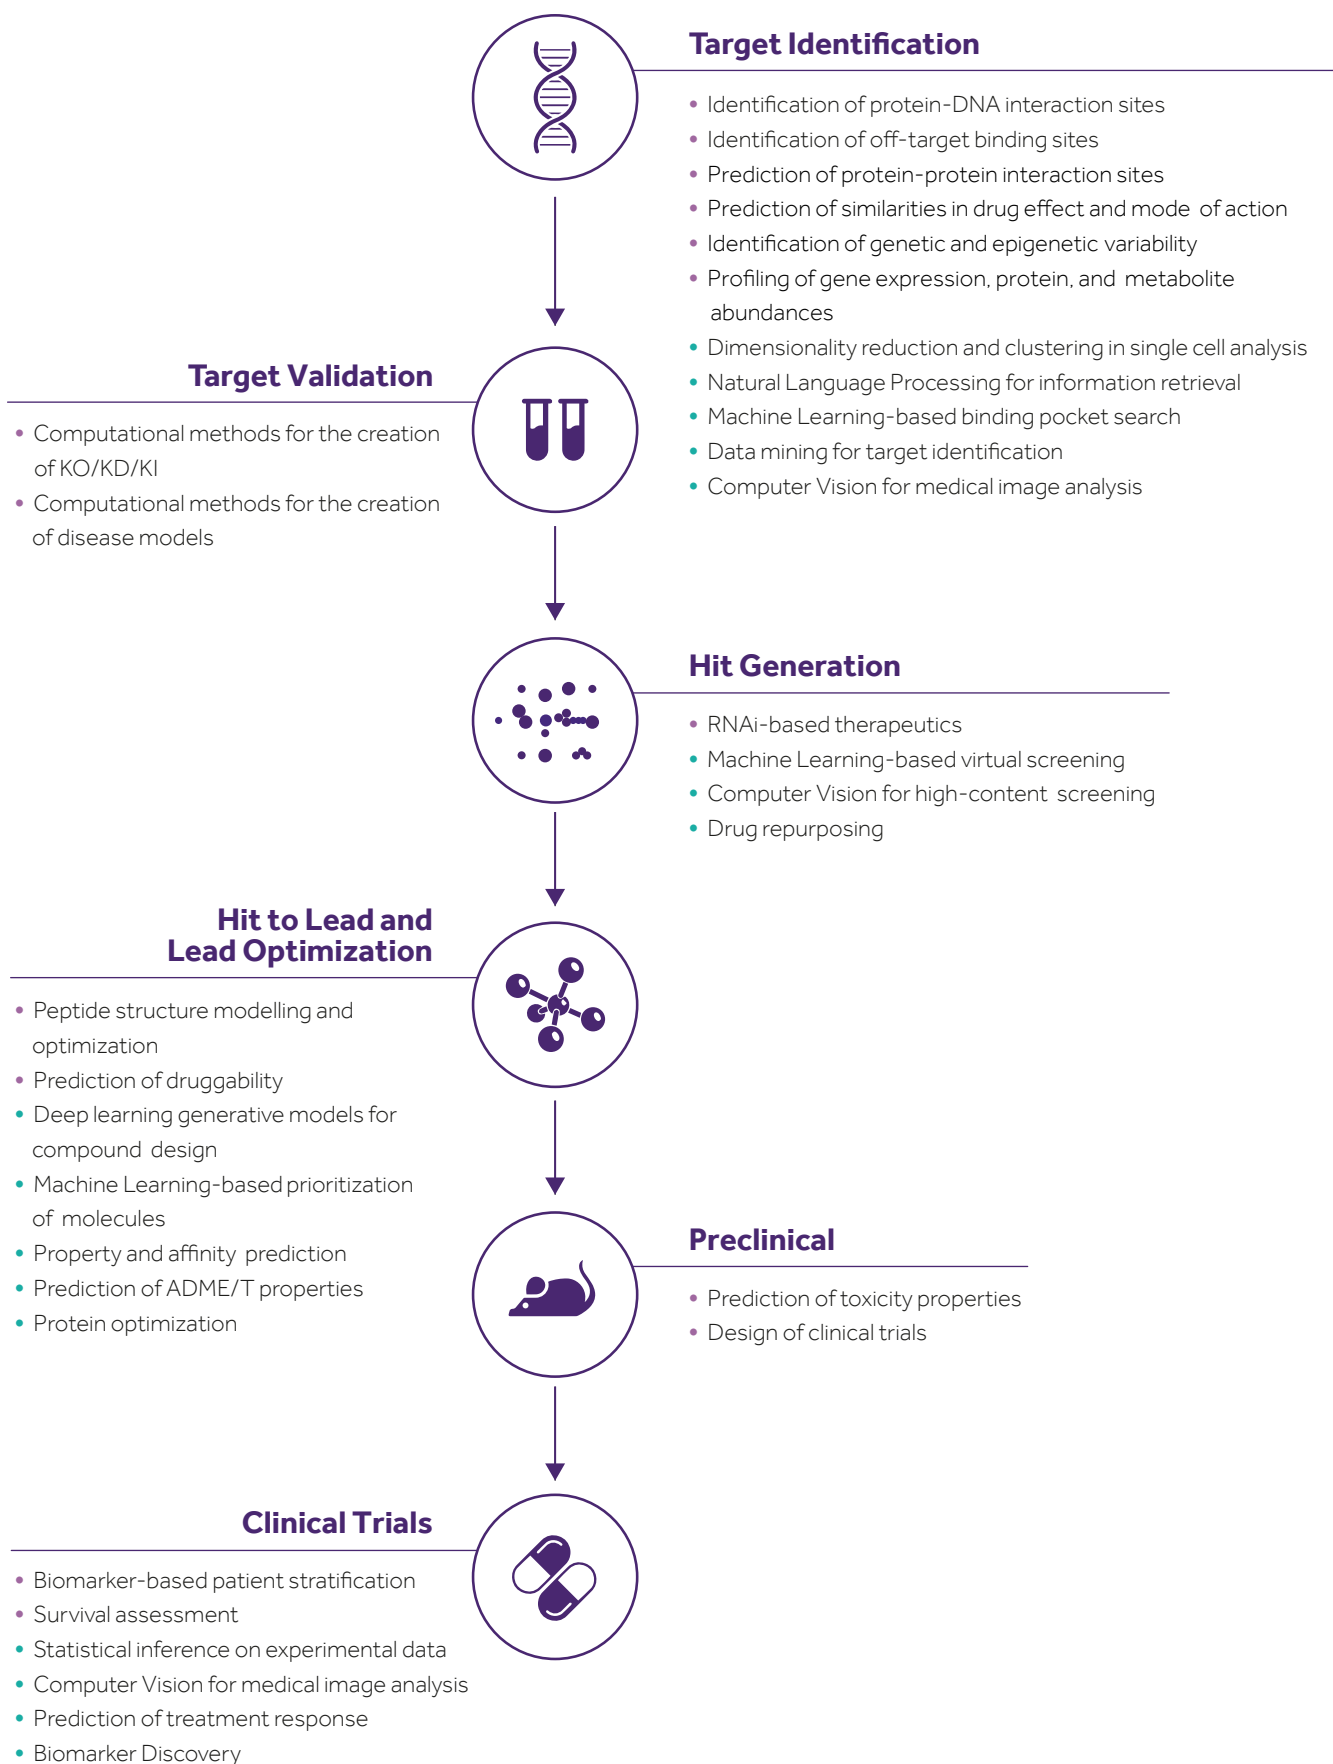 Target Identification
• Identification of protein-DNA interaction sites
• Identification of off-target binding sites
• Prediction of protein-protein interaction sites
• Prediction of similarities in drug effect and mode of action
• Identification of genetic and epigenetic variability
• Profiling of gene expression, protein, and metabolite
abundances
• Dimensionality reduction and clustering in single cell analysis
• Natural Language Processing for information retrieval
• Machine Learning-based binding pocket search
• Data mining for target identification
• Computer Vision for medical image analysis
Target Validation
• Computational methods for the creation
of KO/KD/KI
• Computational methods for the creation
of disease models
Hit Generation
• RNAi-based therapeutics
• Machine Learning-based virtual screening
• Computer Vision for high-content screening
• Drug repurposing
Hit to Lead and
Lead Optimization
• Peptide structure modelling and
optimization
• Prediction of druggability
• Deep learning generative models for
compound design
• Machine Learning-based prioritization
of molecules
• Property and affinity prediction
• Prediction of ADME/T properties
• Protein optimization
Preclinical
• Prediction of toxicity properties
• Design of clinical trials
Clinical Trials
• Biomarker-based patient stratification
• Survival assessment
• Statistical inference on experimental data
• Computer Vision for medical image analysis
• Prediction of treatment response
• Biomarker Discovery